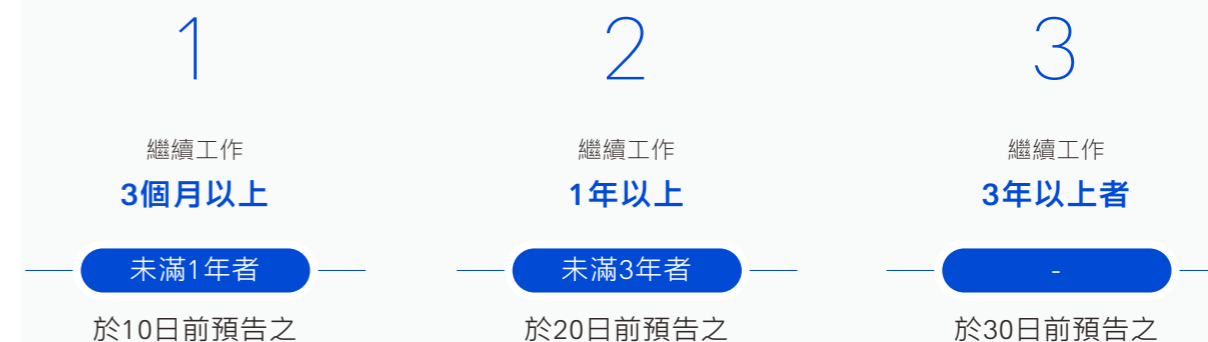 1
繼續工作
3個月以上
未滿1年者
於10日前預告之
2
繼續工作
1年以上
未滿3年者
於20日前預告之
3
繼續工作
3年以上者
-
於30日前預告之